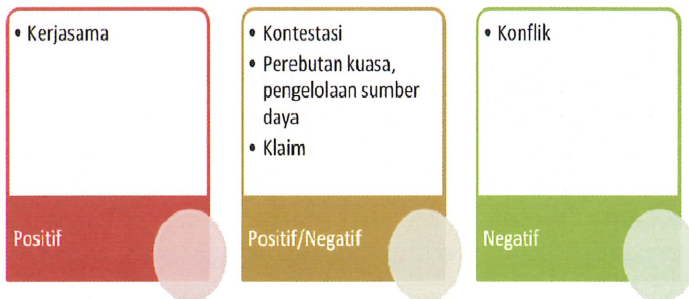 • Kerjasama
Positif
• Kontestasi
• Perebutan kuasa,
pengelolaan sumber
daya
• Klaim
Positif/Negatif
• Konflik
Negatif